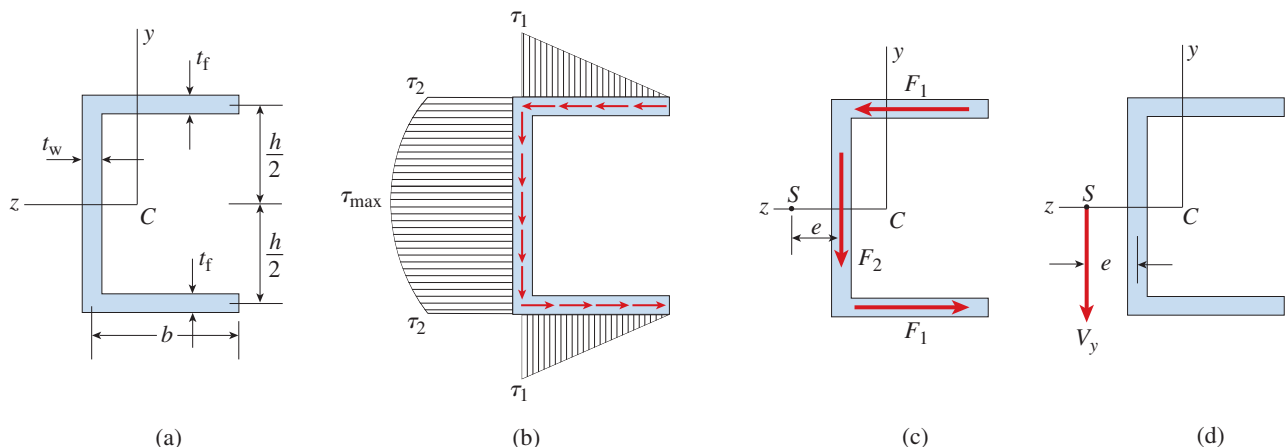 y
t_f
t_w
h/2
z
C
h/2
t_f
b
(a)
τ_1
τ_2
τ_max
τ_2
τ_1
(b)
y
F_1
S
z
C
e
F_2
F_1
(c)
y
S
z
C
e
V_y
(d)